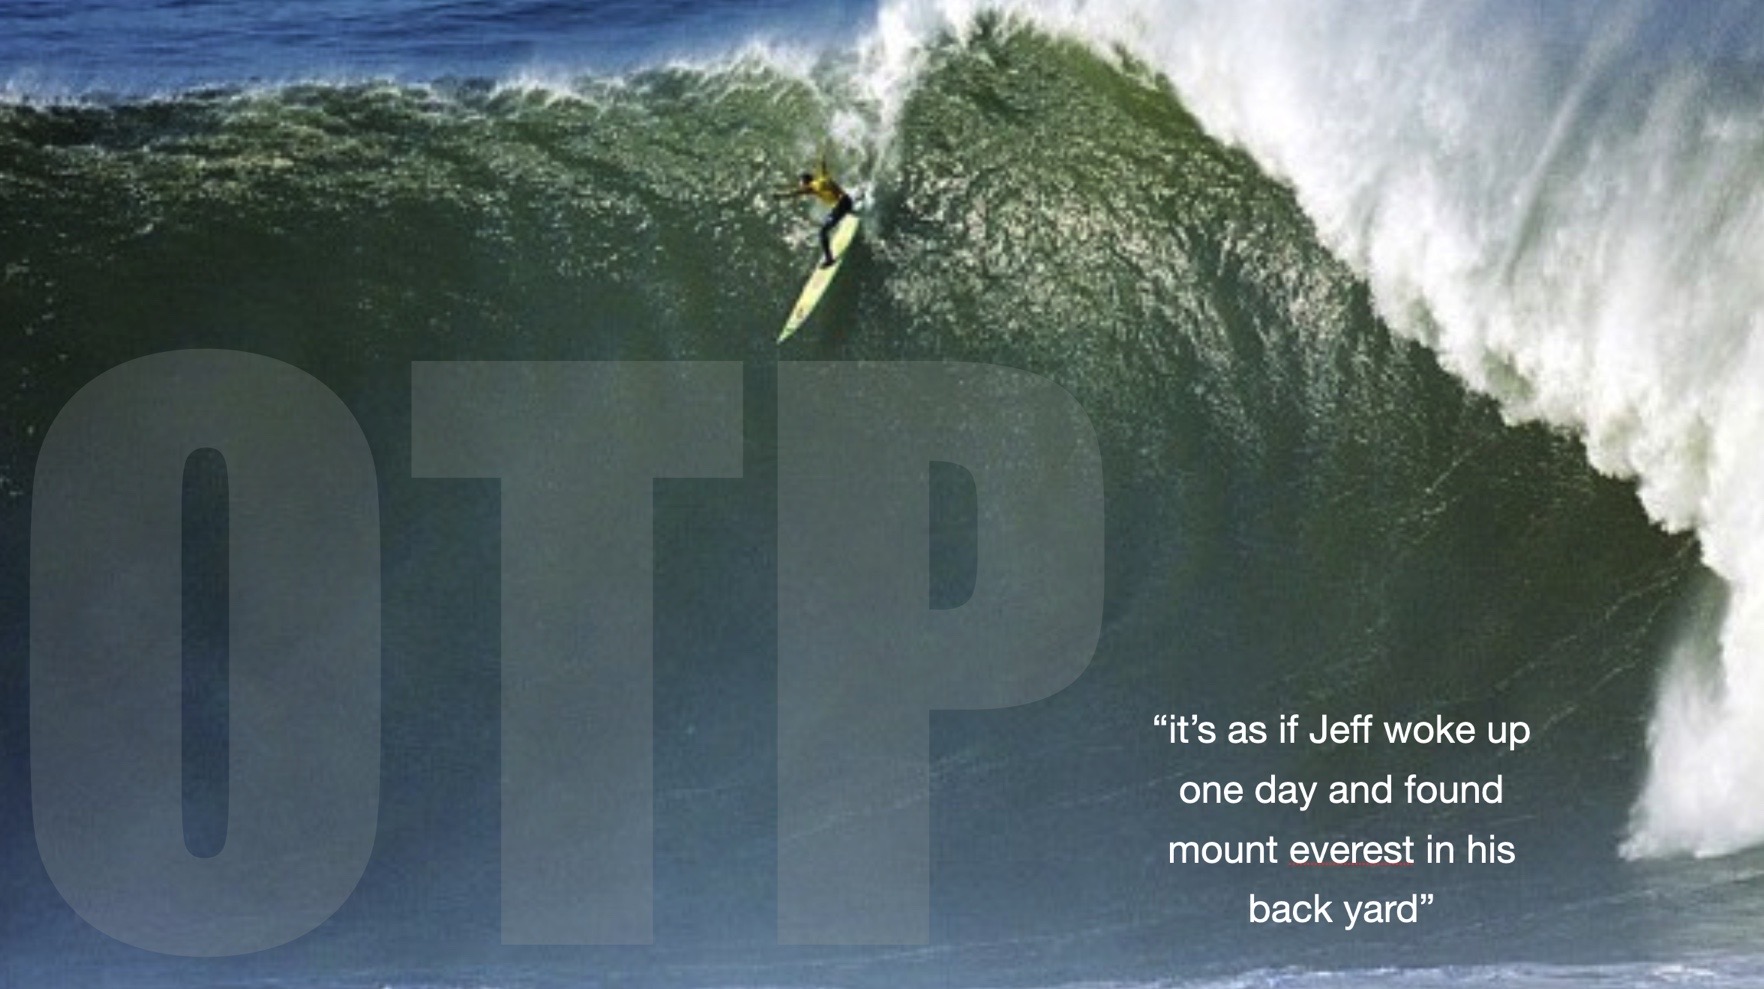 OTP
“it’s as if Jeff woke up
one day and found
mount everest in his
back yard”